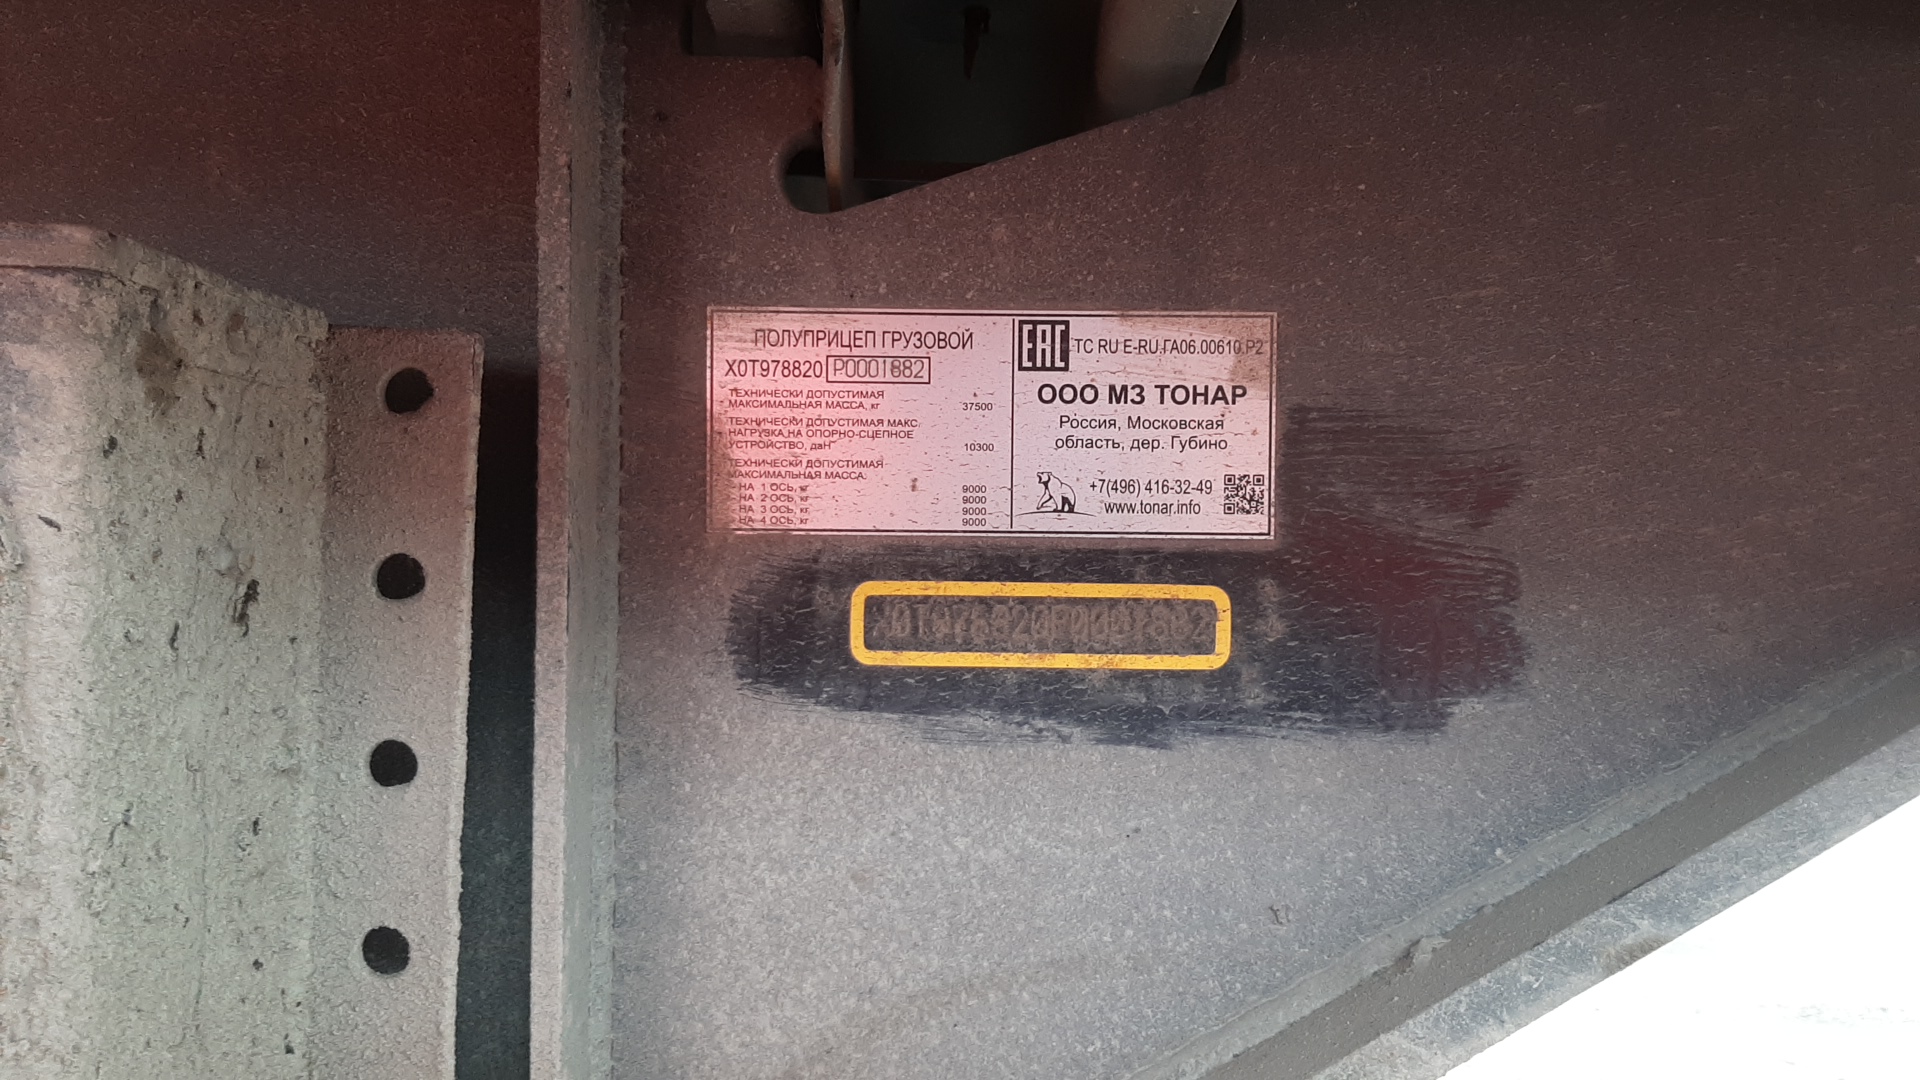 ПОЛУПРИЦЕП ГРУЗОВОЙ
X0T978820 P0001882
ТЕХНИЧЕСКИ ДОПУСТИМАЯ
МАКСИМАЛЬНАЯ МАССА, кг 37500
ТЕХНИЧЕСКИ ДОПУСТИМАЯ МАКС.
НАГРУЗКА НА ОПОРНО-СЦЕПНОЕ
УСТРОЙСТВО, даН 10300
ТЕХНИЧЕСКИ ДОПУСТИМАЯ
МАКСИМАЛЬНАЯ МАССА:
- НА 1 ОСЬ, кг 9000
- НА 2 ОСЬ, кг 9000
- НА 3 ОСЬ, кг 9000
- НА 4 ОСЬ, кг 9000
EAC TC RU E-RU.ГА06.00610.P2
ООО МЗ ТОНАР
Россия, Московская
область, дер. Губино
+7(496) 416-32-49
www.tonar.info
X0T978820P0001882